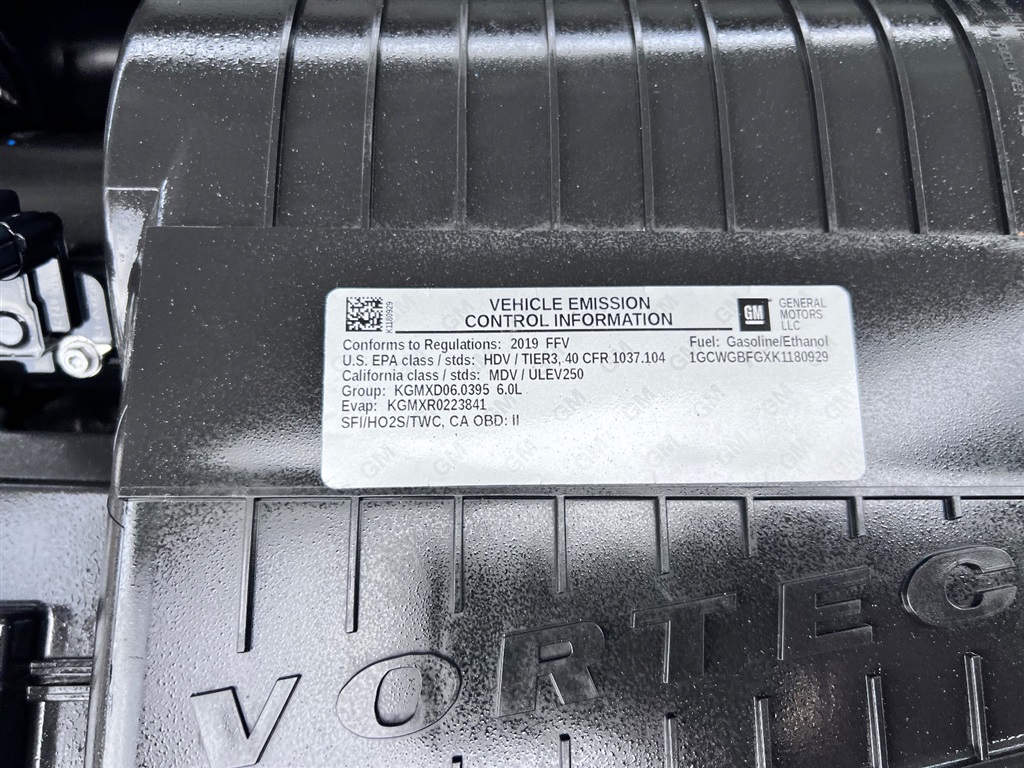 K1180929
VEHICLE EMISSION
CONTROL INFORMATION
GM
GENERAL
MOTORS
LLC
Conforms to Regulations: 2019 FFV
Fuel: Gasoline/Ethanol
U.S. EPA class / stds: HDV / TIER3, 40 CFR 1037.104
1GCWGBFGXK1180929
California class / stds: MDV / ULEV250
Group: KGMXD06.0395 6.0L
Evap: KGMXR0223841
SFI/HO2S/TWC, CA OBD: II
VORTEC